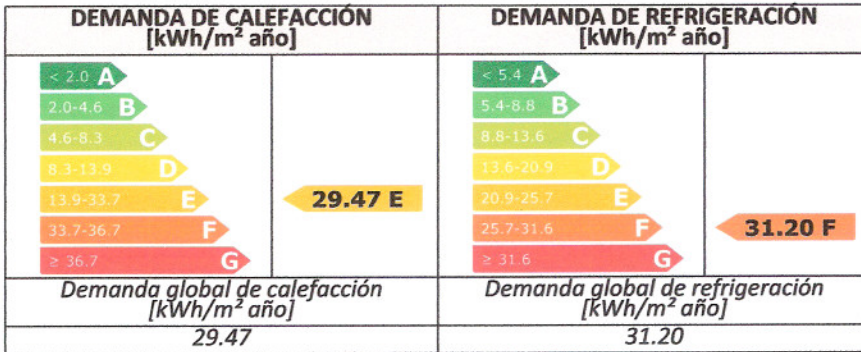 DEMANDA DE CALEFACCIÓN
[kWh/m² año]
< 2.0 A
2.0-4.6 B
4.6-8.3 C
8.3-13.9 D
13.9-33.7 E
33.7-36.7 F
≥ 36.7 G
29.47 E
Demanda global de calefacción
[kWh/m² año]
29.47
DEMANDA DE REFRIGERACIÓN
[kWh/m² año]
< 5.4 A
5.4-8.8 B
8.8-13.6 C
13.6-20.9 D
20.9-25.7 E
25.7-31.6 F
≥ 31.6 G
31.20 F
Demanda global de refrigeración
[kWh/m² año]
31.20